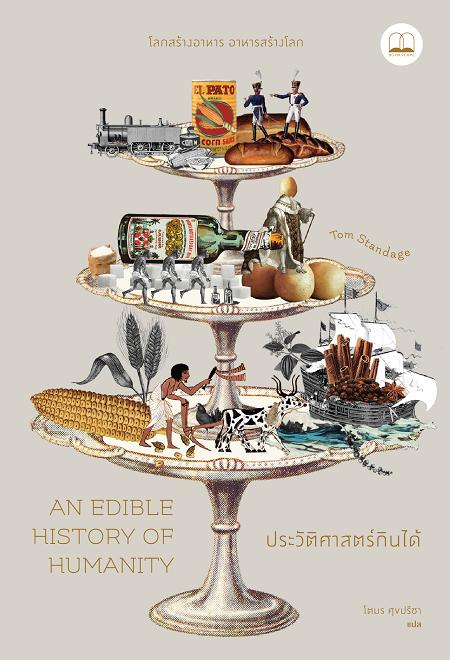 โลกสร้างอาหาร อาหารสร้างโลก
BOOKSCAPE
EL PATO
BRAND
CORN SAUCE
Tom Standage
AN EDIBLE
HISTORY OF
HUMANITY
ประวัติศาสตร์กินได้
โตมร ศุขปรีชา
แปล